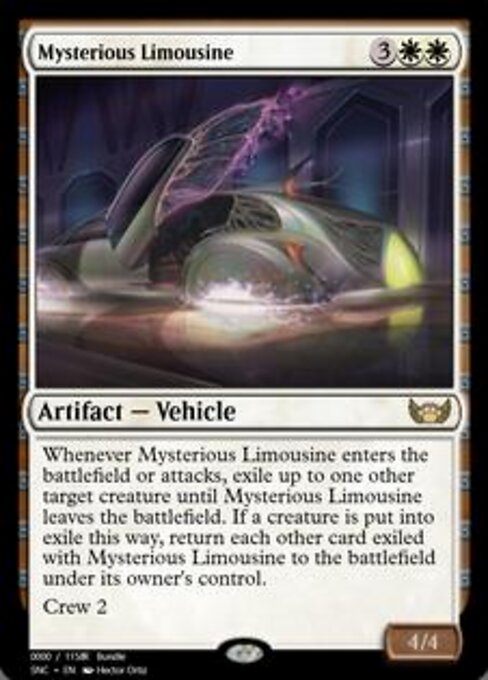 Mysterious Limousine 3
Artifact — Vehicle
Whenever Mysterious Limousine enters the
battlefield or attacks, exile up to one other
target creature until Mysterious Limousine
leaves the battlefield. If a creature is put into
exile this way, return each other card exiled
with Mysterious Limousine to the battlefield
under its owner's control.
Crew 2
4/4
Bundle
SNC • EN Hector Ortiz